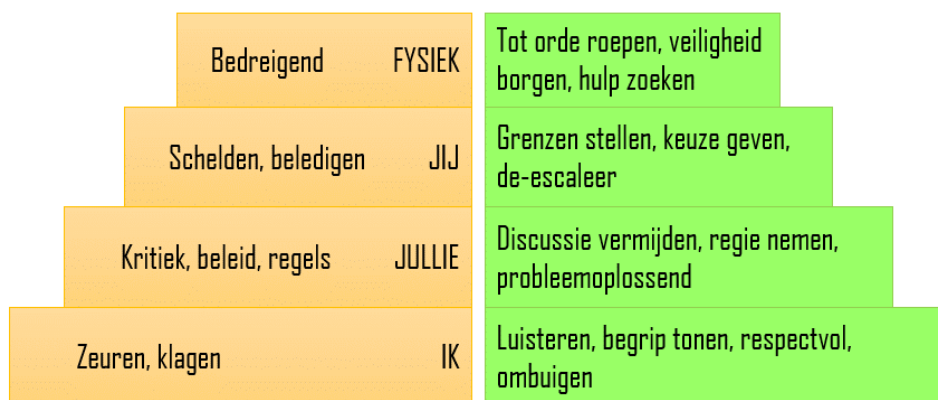 Bedreigend FYSIEK
Tot orde roepen, veiligheid
borgen, hulp zoeken
Schelden, beledigen JIJ
Grenzen stellen, keuze geven,
de-escaleer
Kritiek, beleid, regels JULLIE
Discussie vermijden, regie nemen,
probleemoplossend
Zeuren, klagen IK
Luisteren, begrip tonen, respectvol,
ombuigen